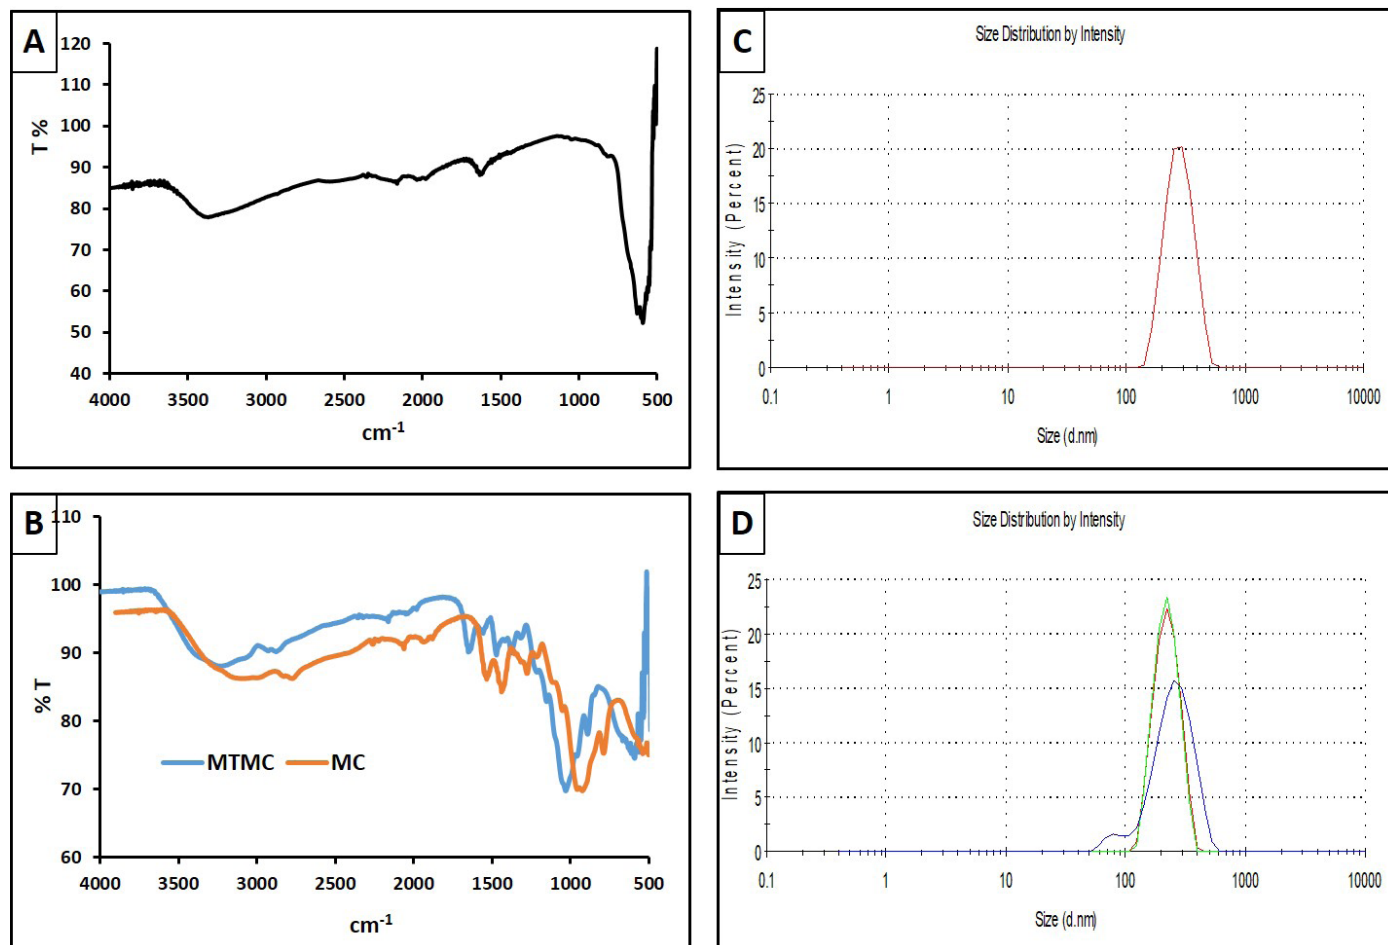 A
T %
120
110
100
90
80
70
60
50
40
4000 3500 3000 2500 2000 1500 1000 500
cm-1
C
Size Distribution by Intensity
Intensity (Percent)
25
20
15
10
5
0
0.1 1 10 100 1000 10000
Size (d.nm)
B
% T
110
100
90
80
70
60
MTMC MC
4000 3500 3000 2500 2000 1500 1000 500
cm-1
D
Size Distribution by Intensity
Intensity (Percent)
25
20
15
10
5
0
0.1 1 10 100 1000 10000
Size (d.nm)